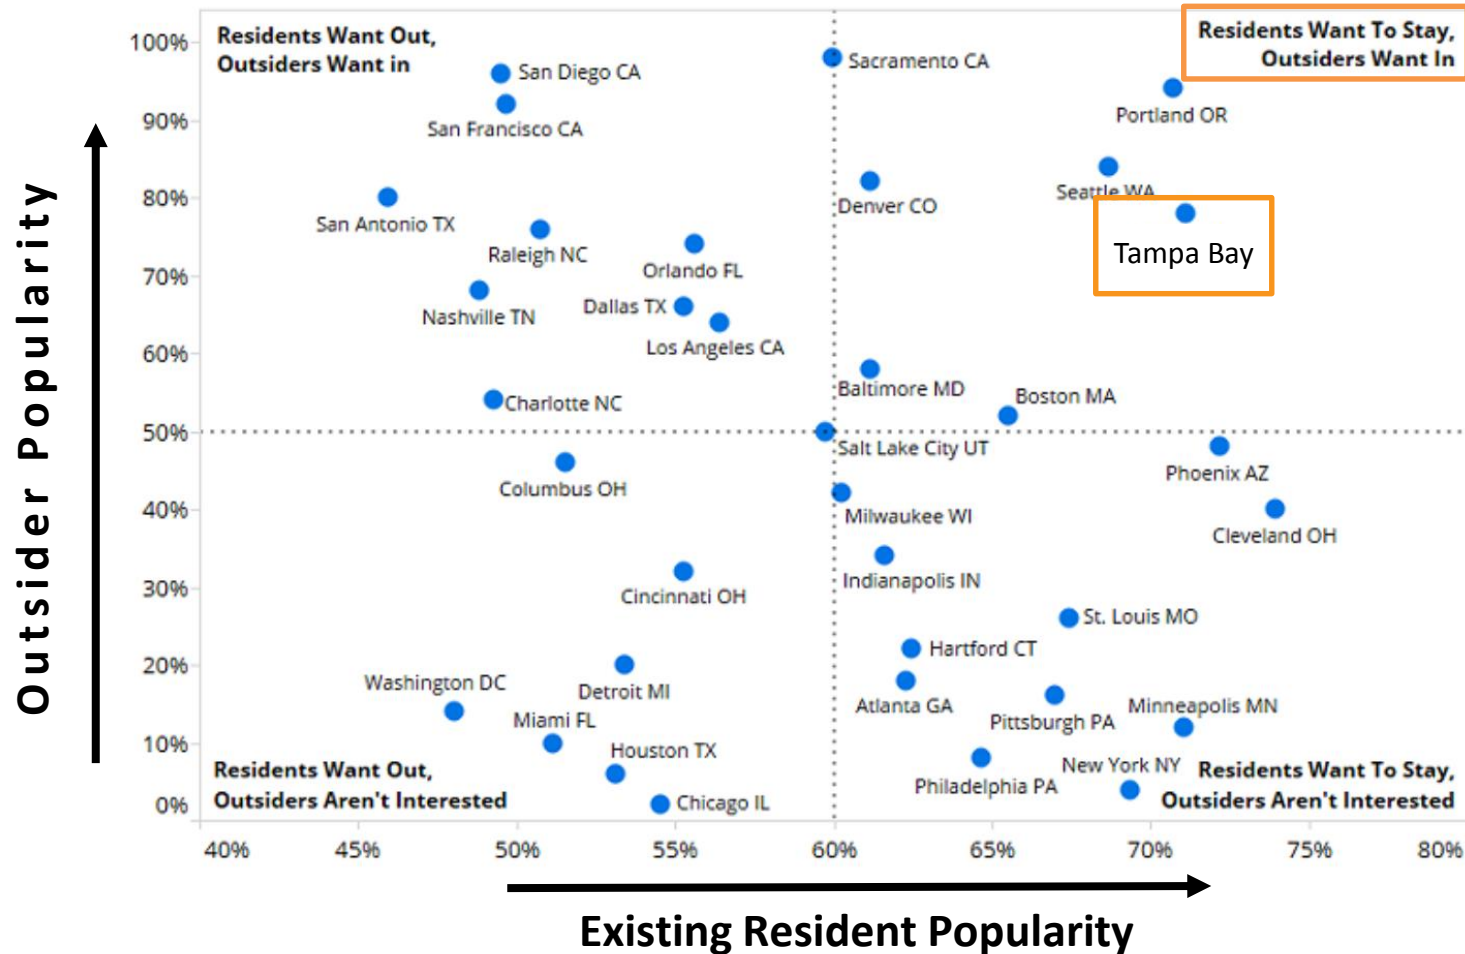 Residents Want Out,
Outsiders Want in
Residents Want To Stay,
Outsiders Want In
100%
90%
80%
70%
60%
50%
40%
30%
20%
10%
0%
Outsider Popularity
San Diego CA
Sacramento CA
San Francisco CA
Portland OR
Seattle WA
Denver CO
San Antonio TX
Raleigh NC
Tampa Bay
Orlando FL
Nashville TN
Dallas TX
Los Angeles CA
Baltimore MD
Boston MA
Charlotte NC
Salt Lake City UT
Phoenix AZ
Columbus OH
Milwaukee WI
Cleveland OH
Indianapolis IN
Cincinnati OH
St. Louis MO
Hartford CT
Washington DC
Detroit MI
Atlanta GA
Pittsburgh PA
Minneapolis MN
Miami FL
Houston TX
New York NY
Philadelphia PA
Chicago IL
Residents Want Out,
Outsiders Aren't Interested
Residents Want To Stay,
Outsiders Aren't Interested
40%
45%
50%
55%
60%
65%
70%
75%
80%
Existing Resident Popularity